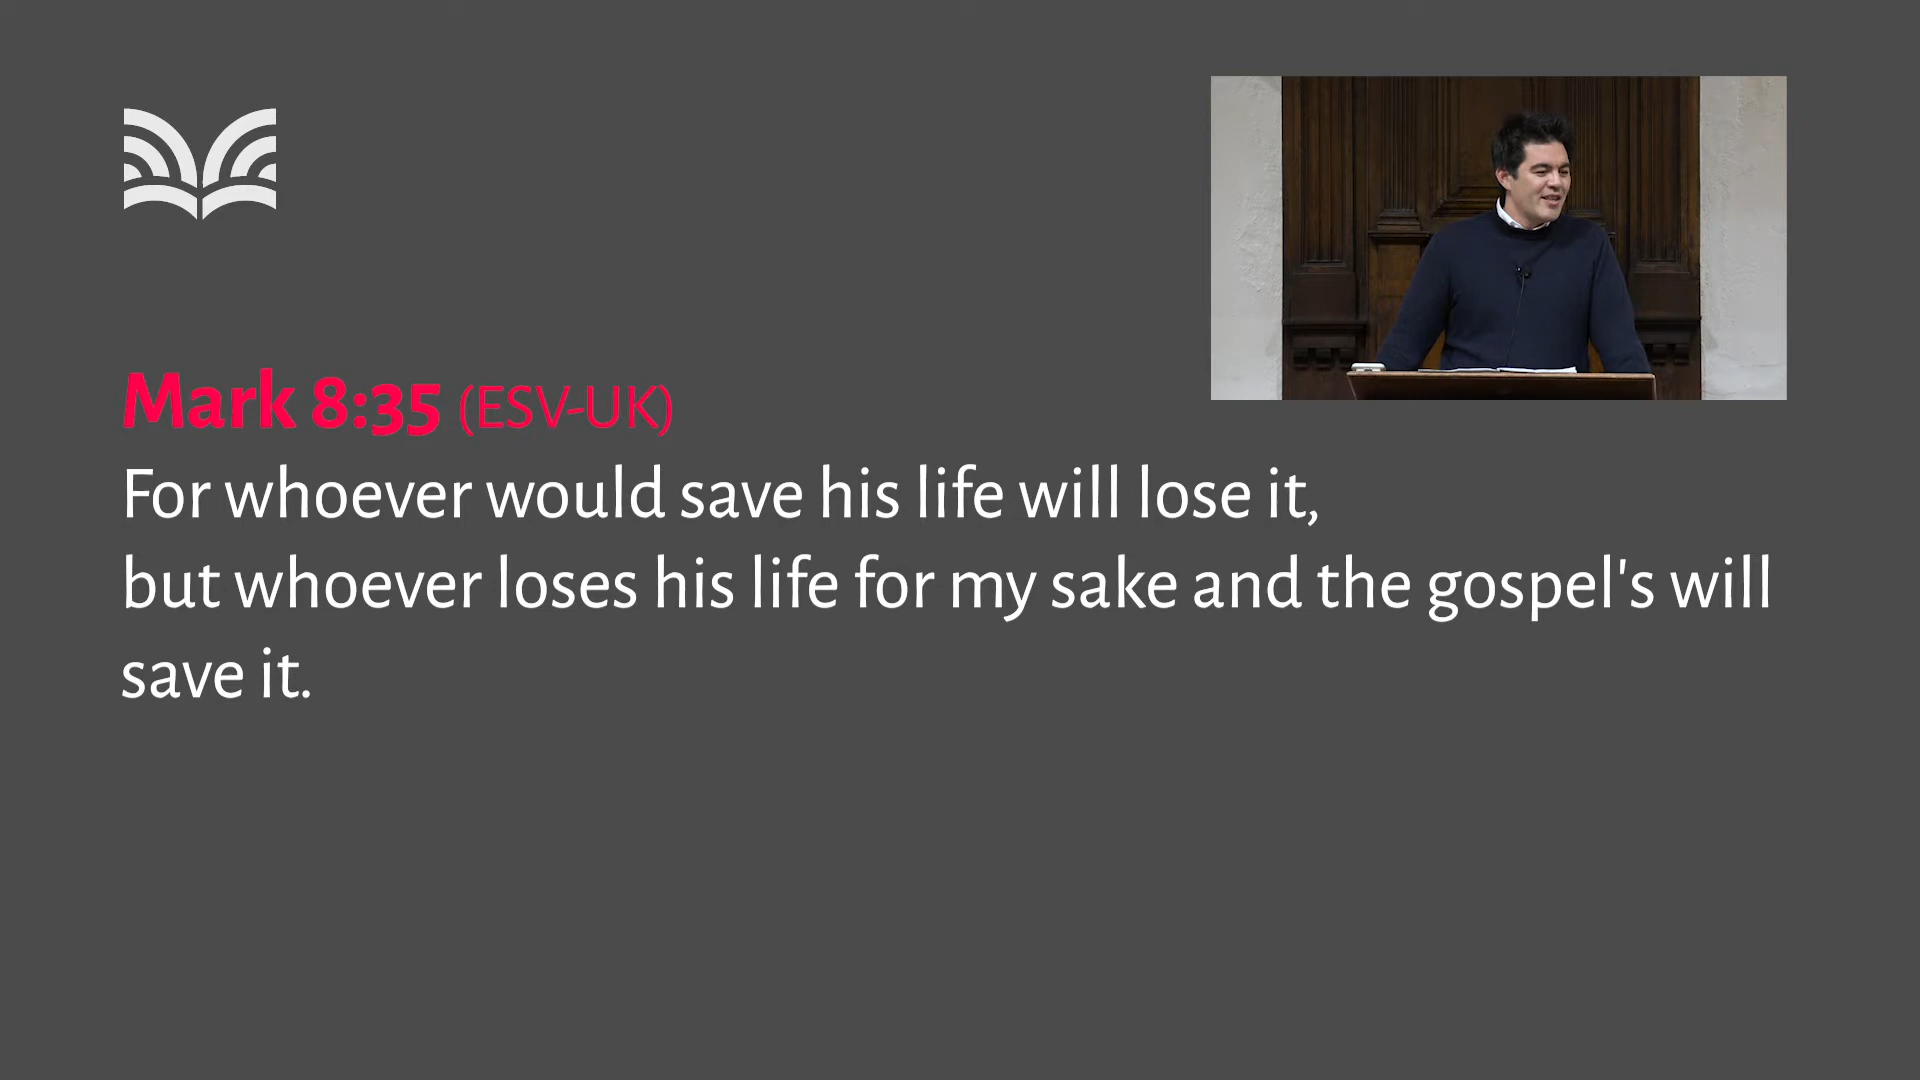 Mark 8:35 (ESV-UK)
For whoever would save his life will lose it,
but whoever loses his life for my sake and the gospel's will
save it.